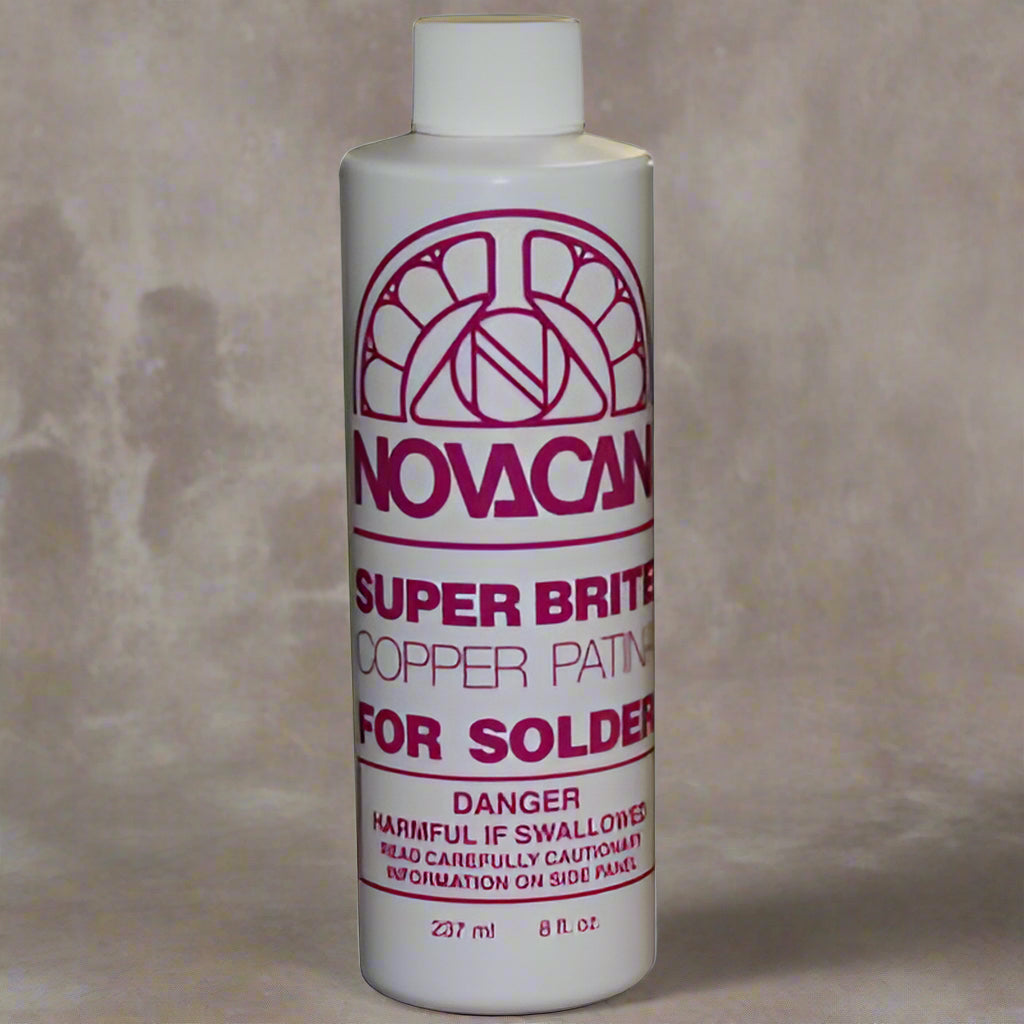 N
NOVACAN
SUPER BRITE
COPPER PATINA
FOR SOLDER
DANGER
HARMFUL IF SWALLOWED
READ CAREFULLY CAUTIONARY
INFORMATION ON SIDE PANEL
237 ml 8 fl. oz.